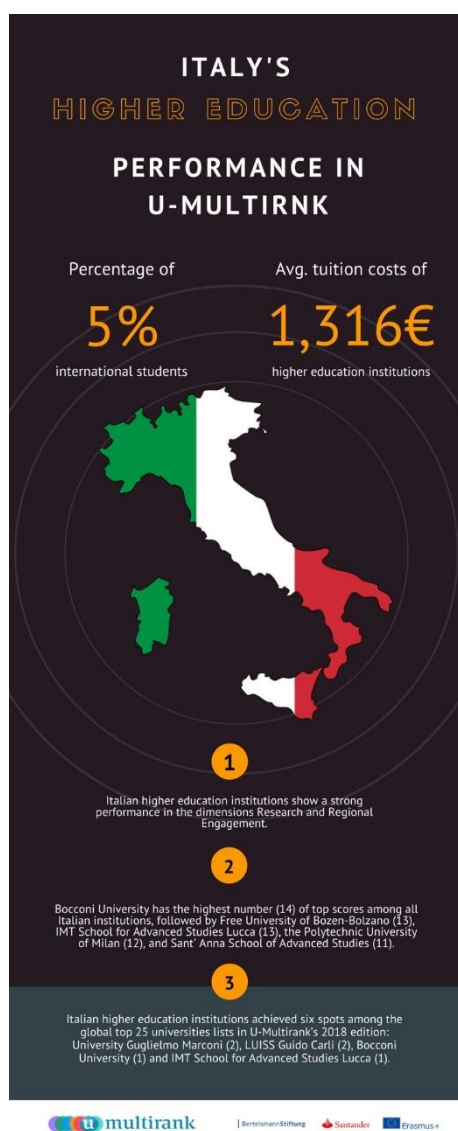 ITALY'S
HIGHER EDUCATION
PERFORMANCE IN
U-MULTIRNK
Percentage of
5%
international students
Avg. tuition costs of
1,316€
higher education institutions
1
Italian higher education institutions show a strong
performance in the dimensions Research and Regional
Engagement.
2
Bocconi University has the highest number (14) of top scores among all
Italian institutions, followed by Free University of Bozen-Bolzano (13),
IMT School for Advanced Studies Lucca (13), the Polytechnic University
of Milan (12), and Sant' Anna School of Advanced Studies (11).
3
Italian higher education institutions achieved six spots among the
global top 25 universities lists in U-Multirank's 2018 edition:
University Guglielmo Marconi (2), LUISS Guido Carli (2), Bocconi
University (1) and IMT School for Advanced Studies Lucca (1).
u multirank
BertelsmannStiftung
Santander
Erasmus+